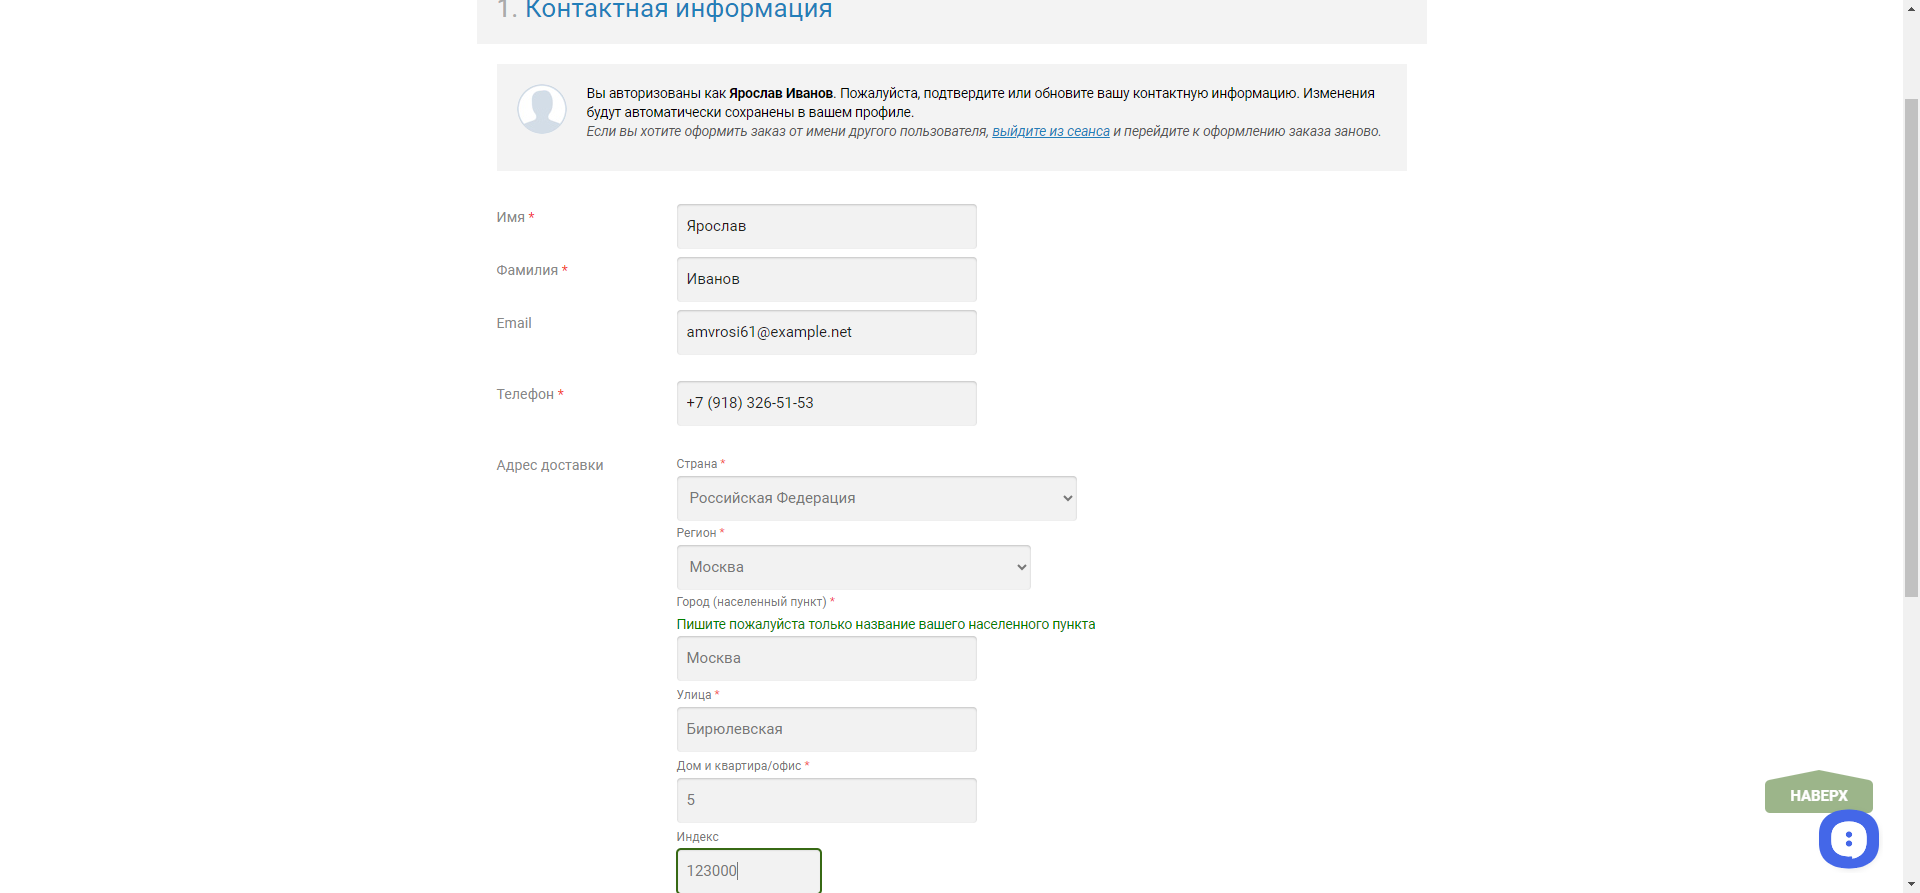 1. Контактная информация
Вы авторизованы как Ярослав Иванов. Пожалуйста, подтвердите или обновите вашу контактную информацию. Изменения
будут автоматически сохранены в вашем профиле.
Если вы хотите оформить заказ от имени другого пользователя, выйдите из сеанса и перейдите к оформлению заказа заново.
Имя *
Ярослав
Фамилия *
Иванов
Email
amvrosi61@example.net
Телефон *
+7 (918) 326-51-53
Адрес доставки
Страна *
Российская Федерация
Регион *
Москва
Город (населенный пункт) *
Пишите пожалуйста только название вашего населенного пункта
Москва
Улица *
Бирюлевская
Дом и квартира/офис *
5
Индекс
123000
НАВЕРХ